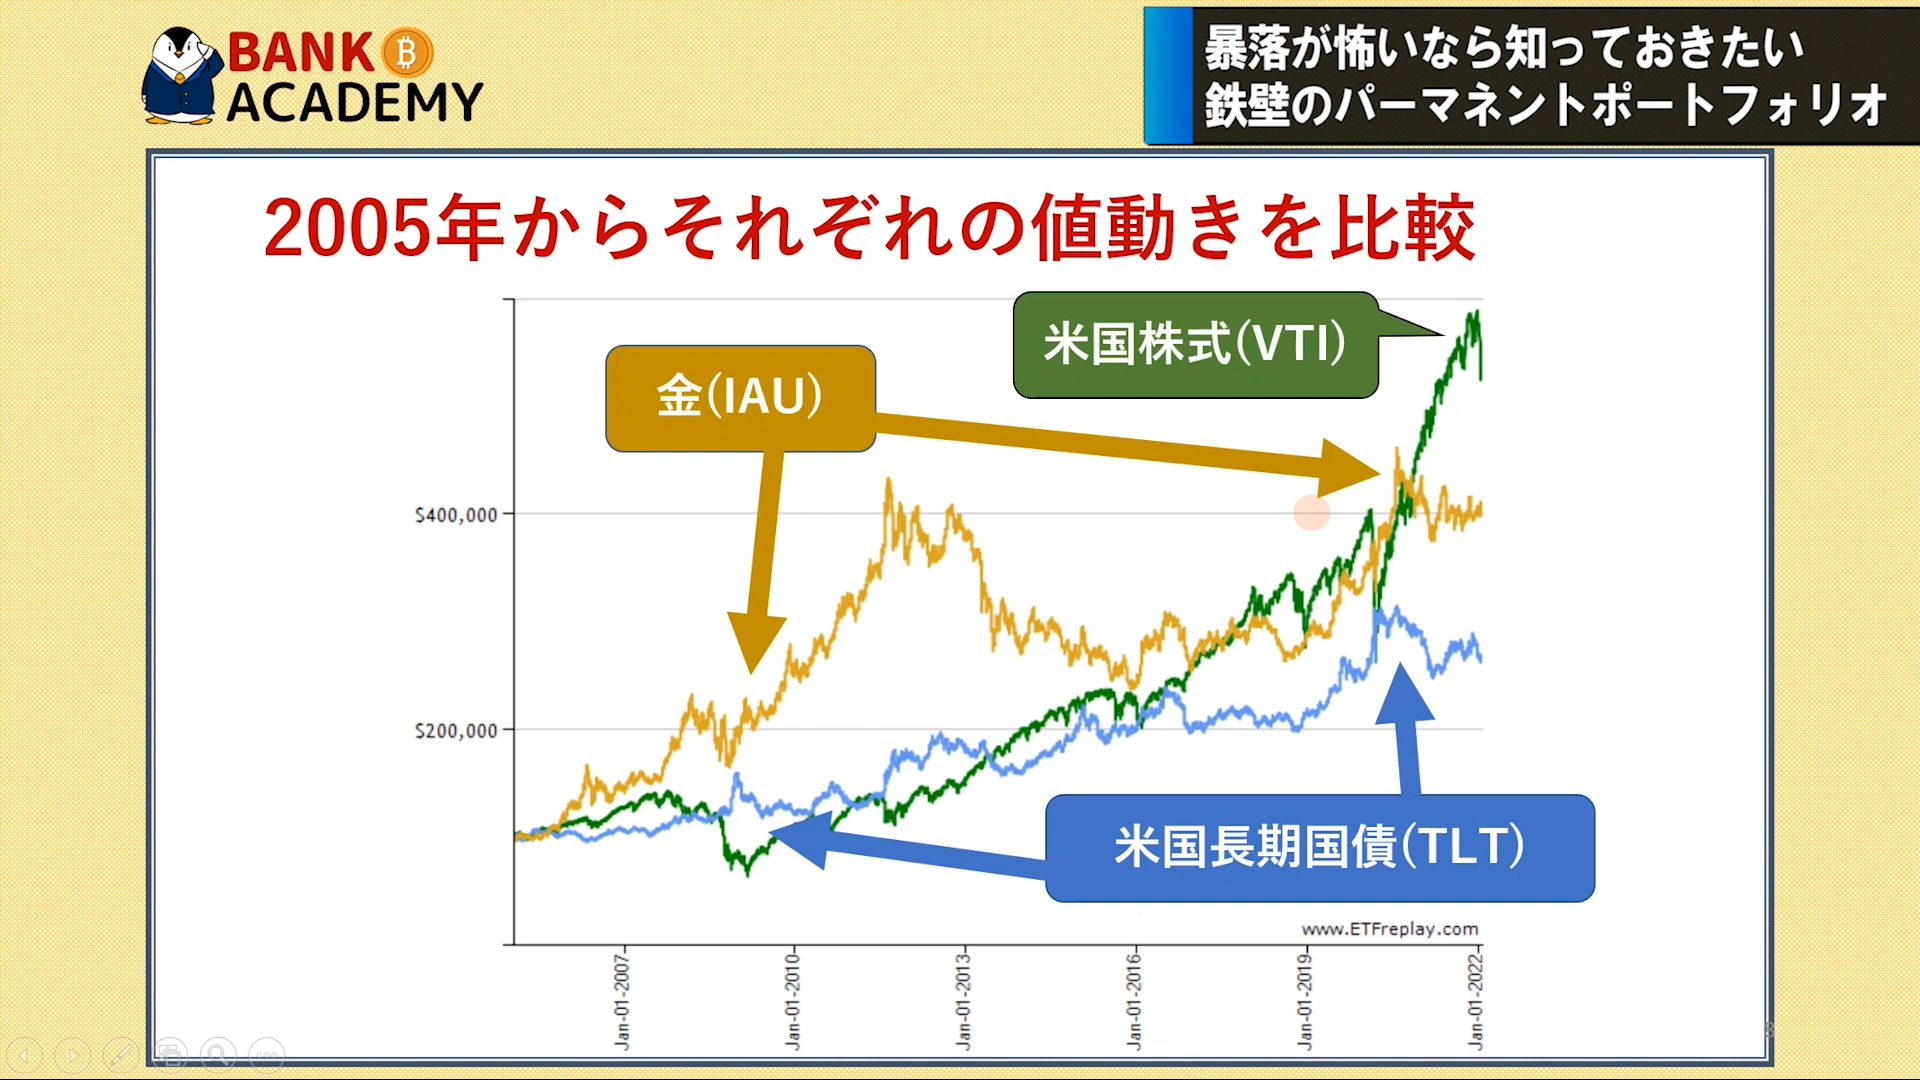 BANK
ACADEMY
暴落が怖いなら知っておきたい
鉄壁のパーマネントポートフォリオ
2005年からそれぞれの値動きを比較
米国株式(VTI)
金(IAU)
$400,000
$200,000
米国長期国債(TLT)
www.ETFreplay.com
Jan-01-2007
Jan-01-2010
Jan-01-2013
Jan-01-2016
Jan-01-2019
Jan-01-2022